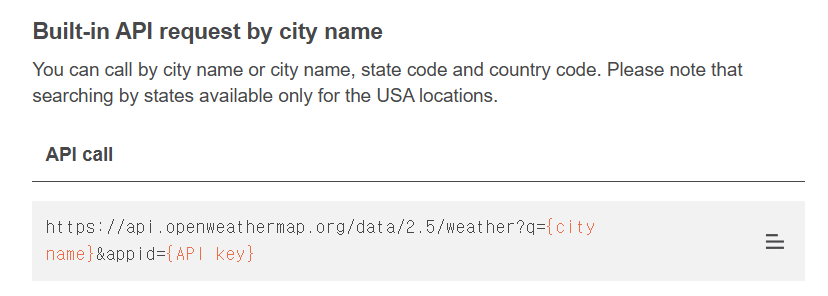 Built-in API request by city name
You can call by city name or city name, state code and country code. Please note that
searching by states available only for the USA locations.
API call
https://api.openweathermap.org/data/2.5/weather?q={city
name}&appid={API key}